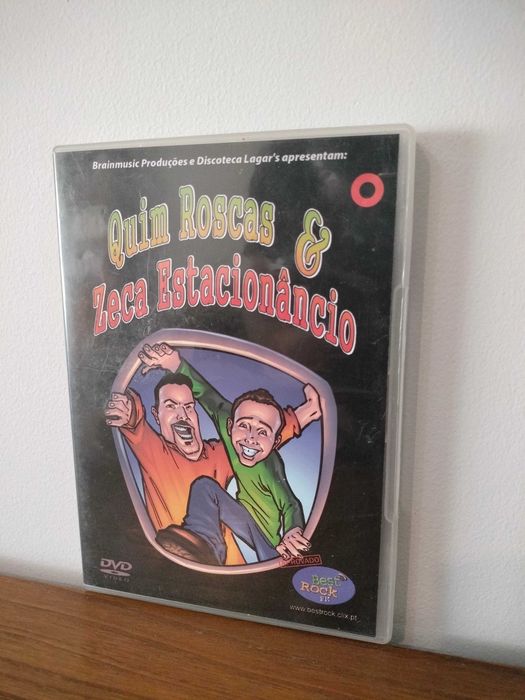 Brainmusic Produções e Discoteca Lagar's apresentam:
Quim Roscas &
Zeca Estacionâncio
DVD
VIDEO
Best
Rock
www.bestrock.clix.pt